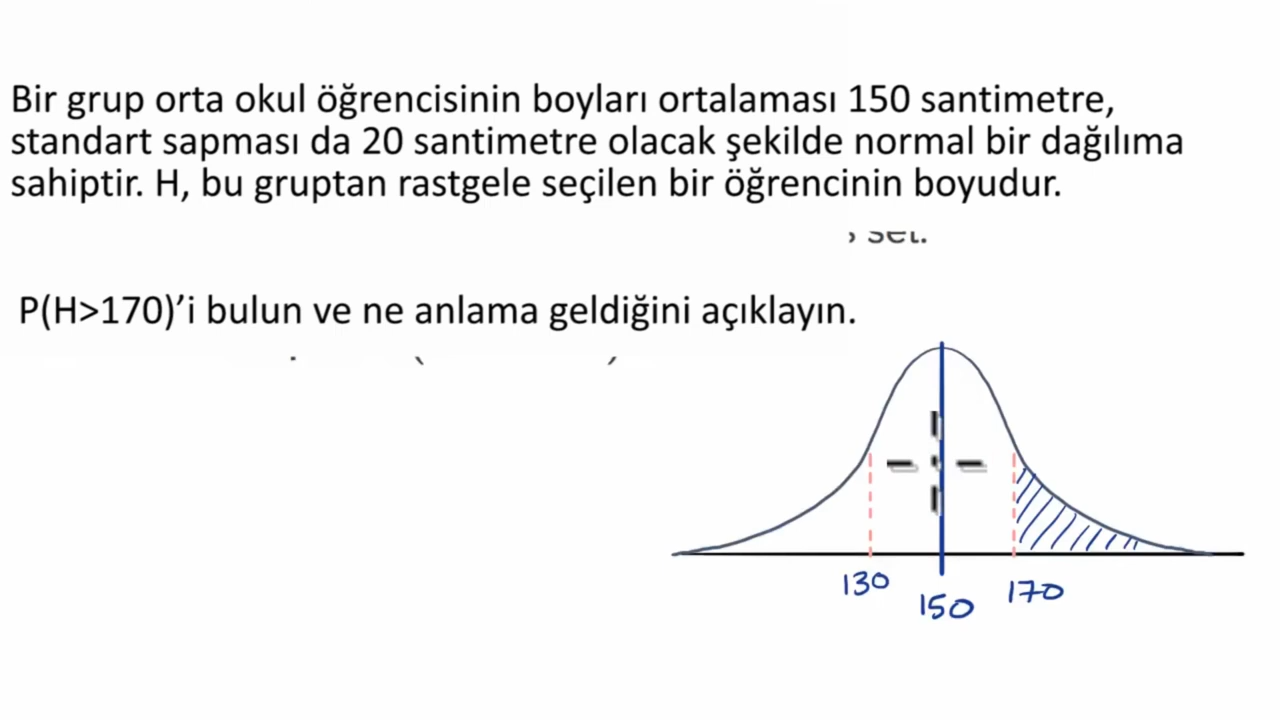 Bir grup orta okul öğrencisinin boyları ortalaması 150 santimetre,
standart sapması da 20 santimetre olacak şekilde normal bir dağılıma
sahiptir. H, bu gruptan rastgele seçilen bir öğrencinin boyudur.
P(H>170)’i bulun ve ne anlama geldiğini açıklayın.
130 150 170